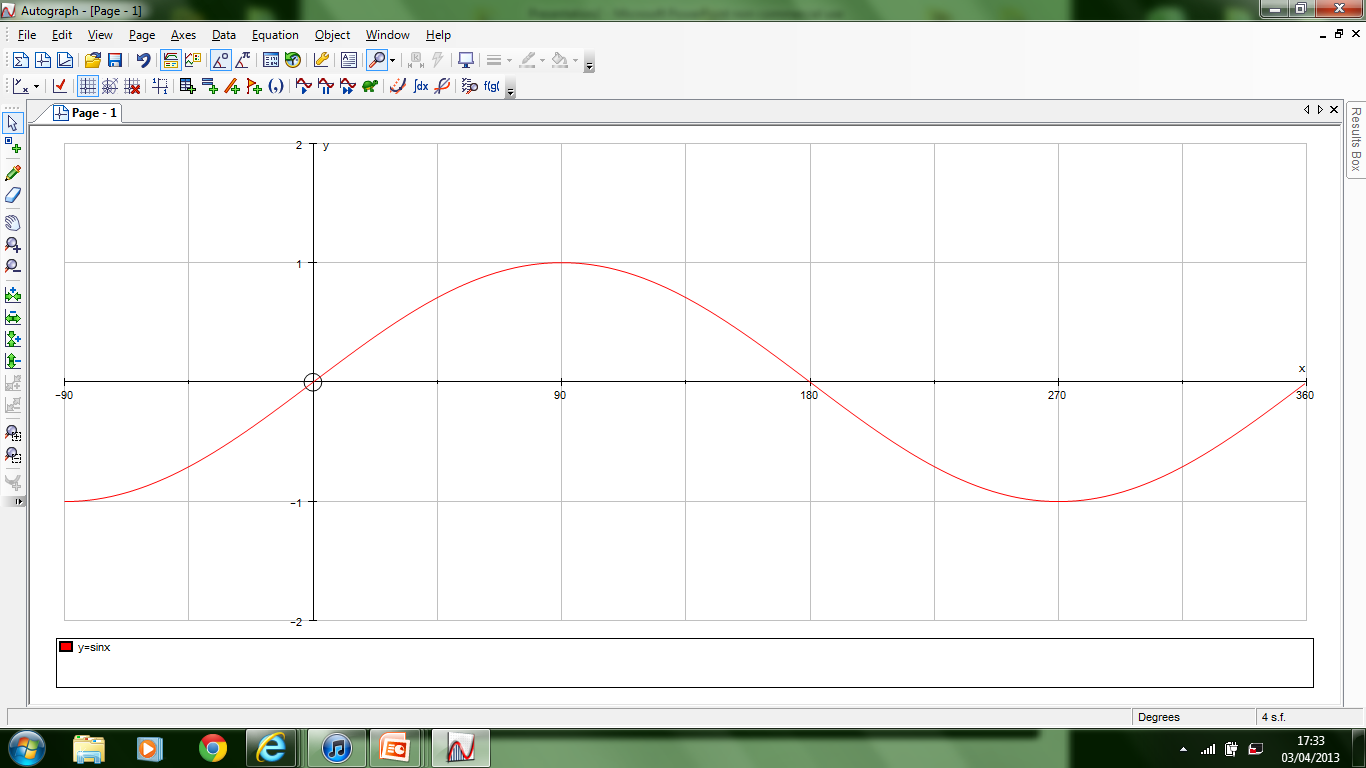 Autograph - [Page - 1]
File Edit View Page Axes Data Equation Object Window Help
∫dx f(g(
Page - 1
Results Box
2 y
1
x
−90 90 180 270 360
−1
−2
y=sinx
Degrees 4 s.f.
17:33
03/04/2013